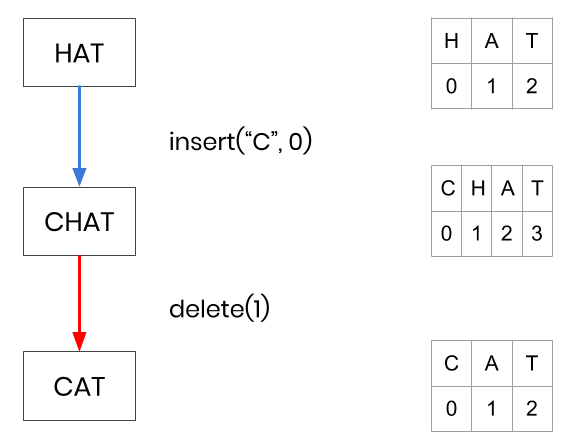 HAT
H A T
0 1 2
insert(“C”, 0)
CHAT
C H A T
0 1 2 3
delete(1)
CAT
C A T
0 1 2